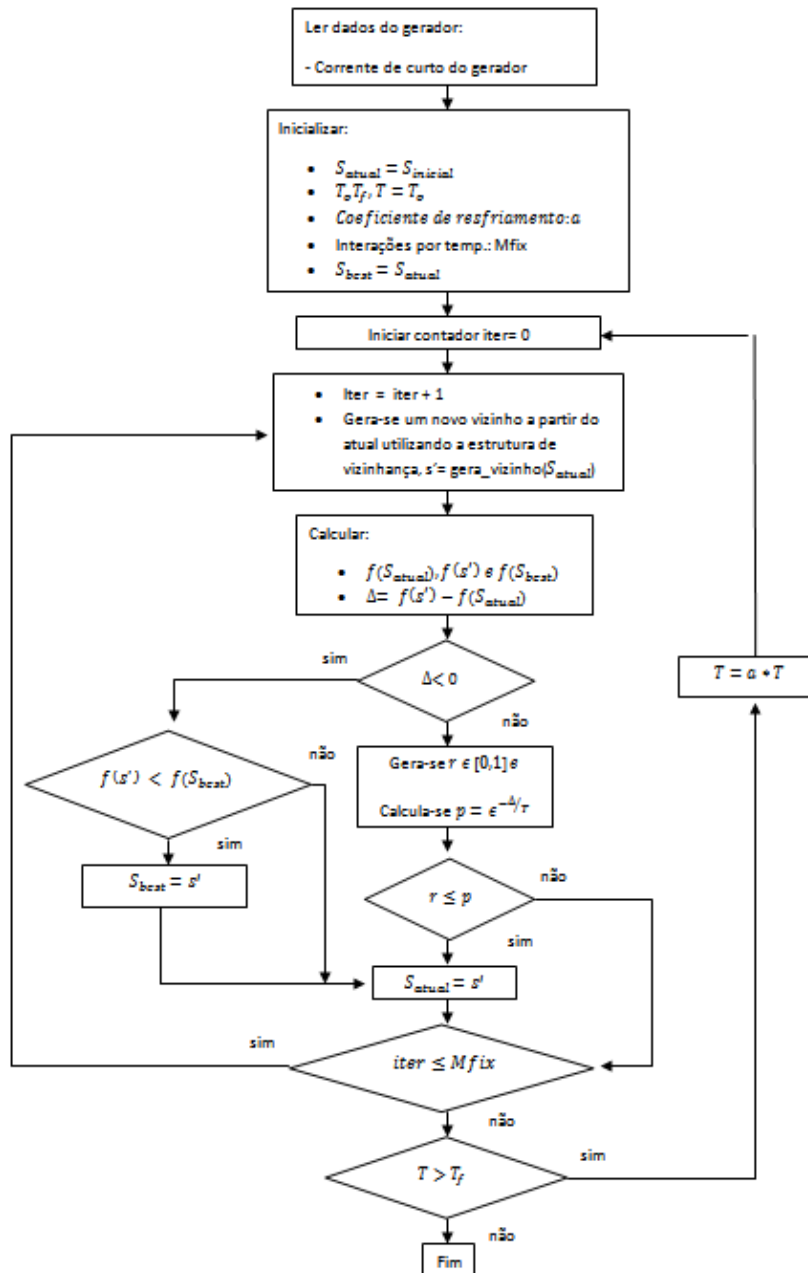 Ler dados do gerador:
- Corrente de curto do gerador
Inicializar:
• S_atual = S_inicial
• T_o T_f, T = T_o
• Coeficiente de resfriamento: a
• Interações por temp.: Mfix
• S_best = S_atual
Iniciar contador iter= 0
• Iter = iter + 1
• Gera-se um novo vizinho a partir do
atual utilizando a estrutura de
vizinhança, s′= gera_vizinho(S_atual)
Calcular:
• f(S_atual), f(s′) e f(S_best)
• Δ= f(s′) − f(S_atual)
sim
Δ< 0
T = a * T
não
não
f(s′) < f(S_best)
Gera-se r ϵ [0,1] e
Calcula-se p = e^(−Δ/T)
sim
S_best = s′
não
r ≤ p
sim
S_atual = s′
sim
iter ≤ Mfix
não
sim
T > T_f
não
Fim